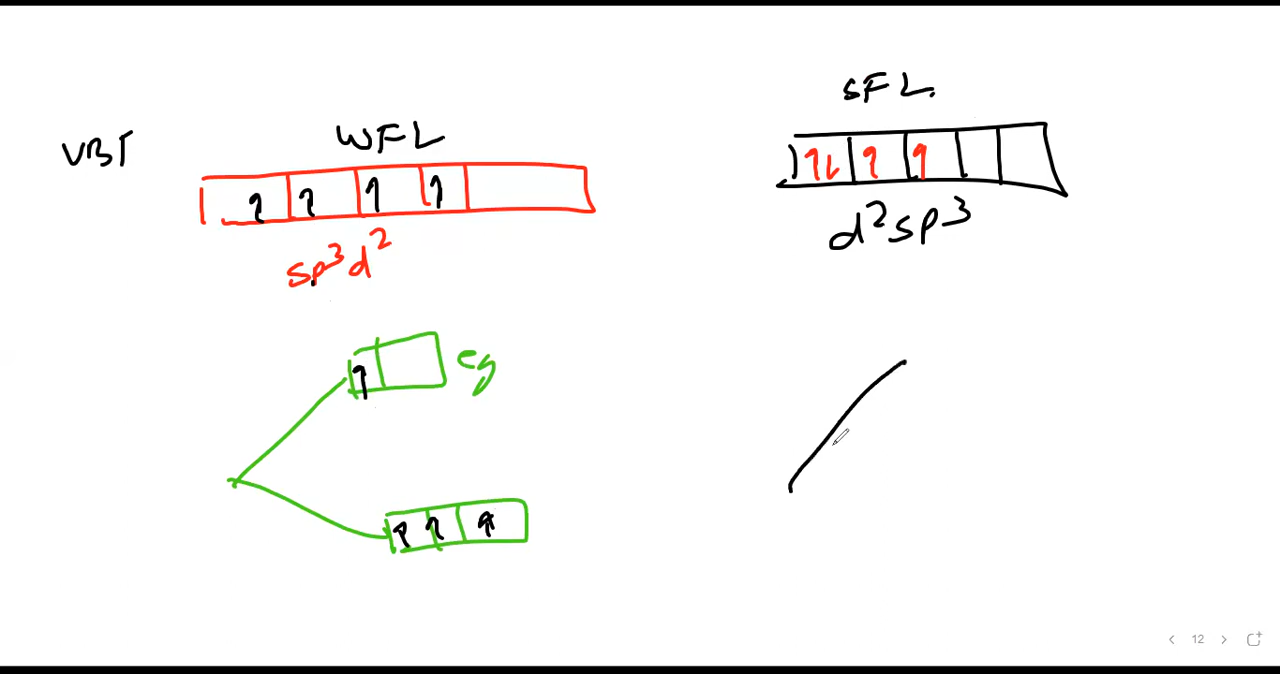 SFL.
VBT
WFL
↿ ↿ ↿ ↿
↿⇂ ↿ ↿
d²sp³
sp³d²
↿
eg
↿ ↿ ↿
12